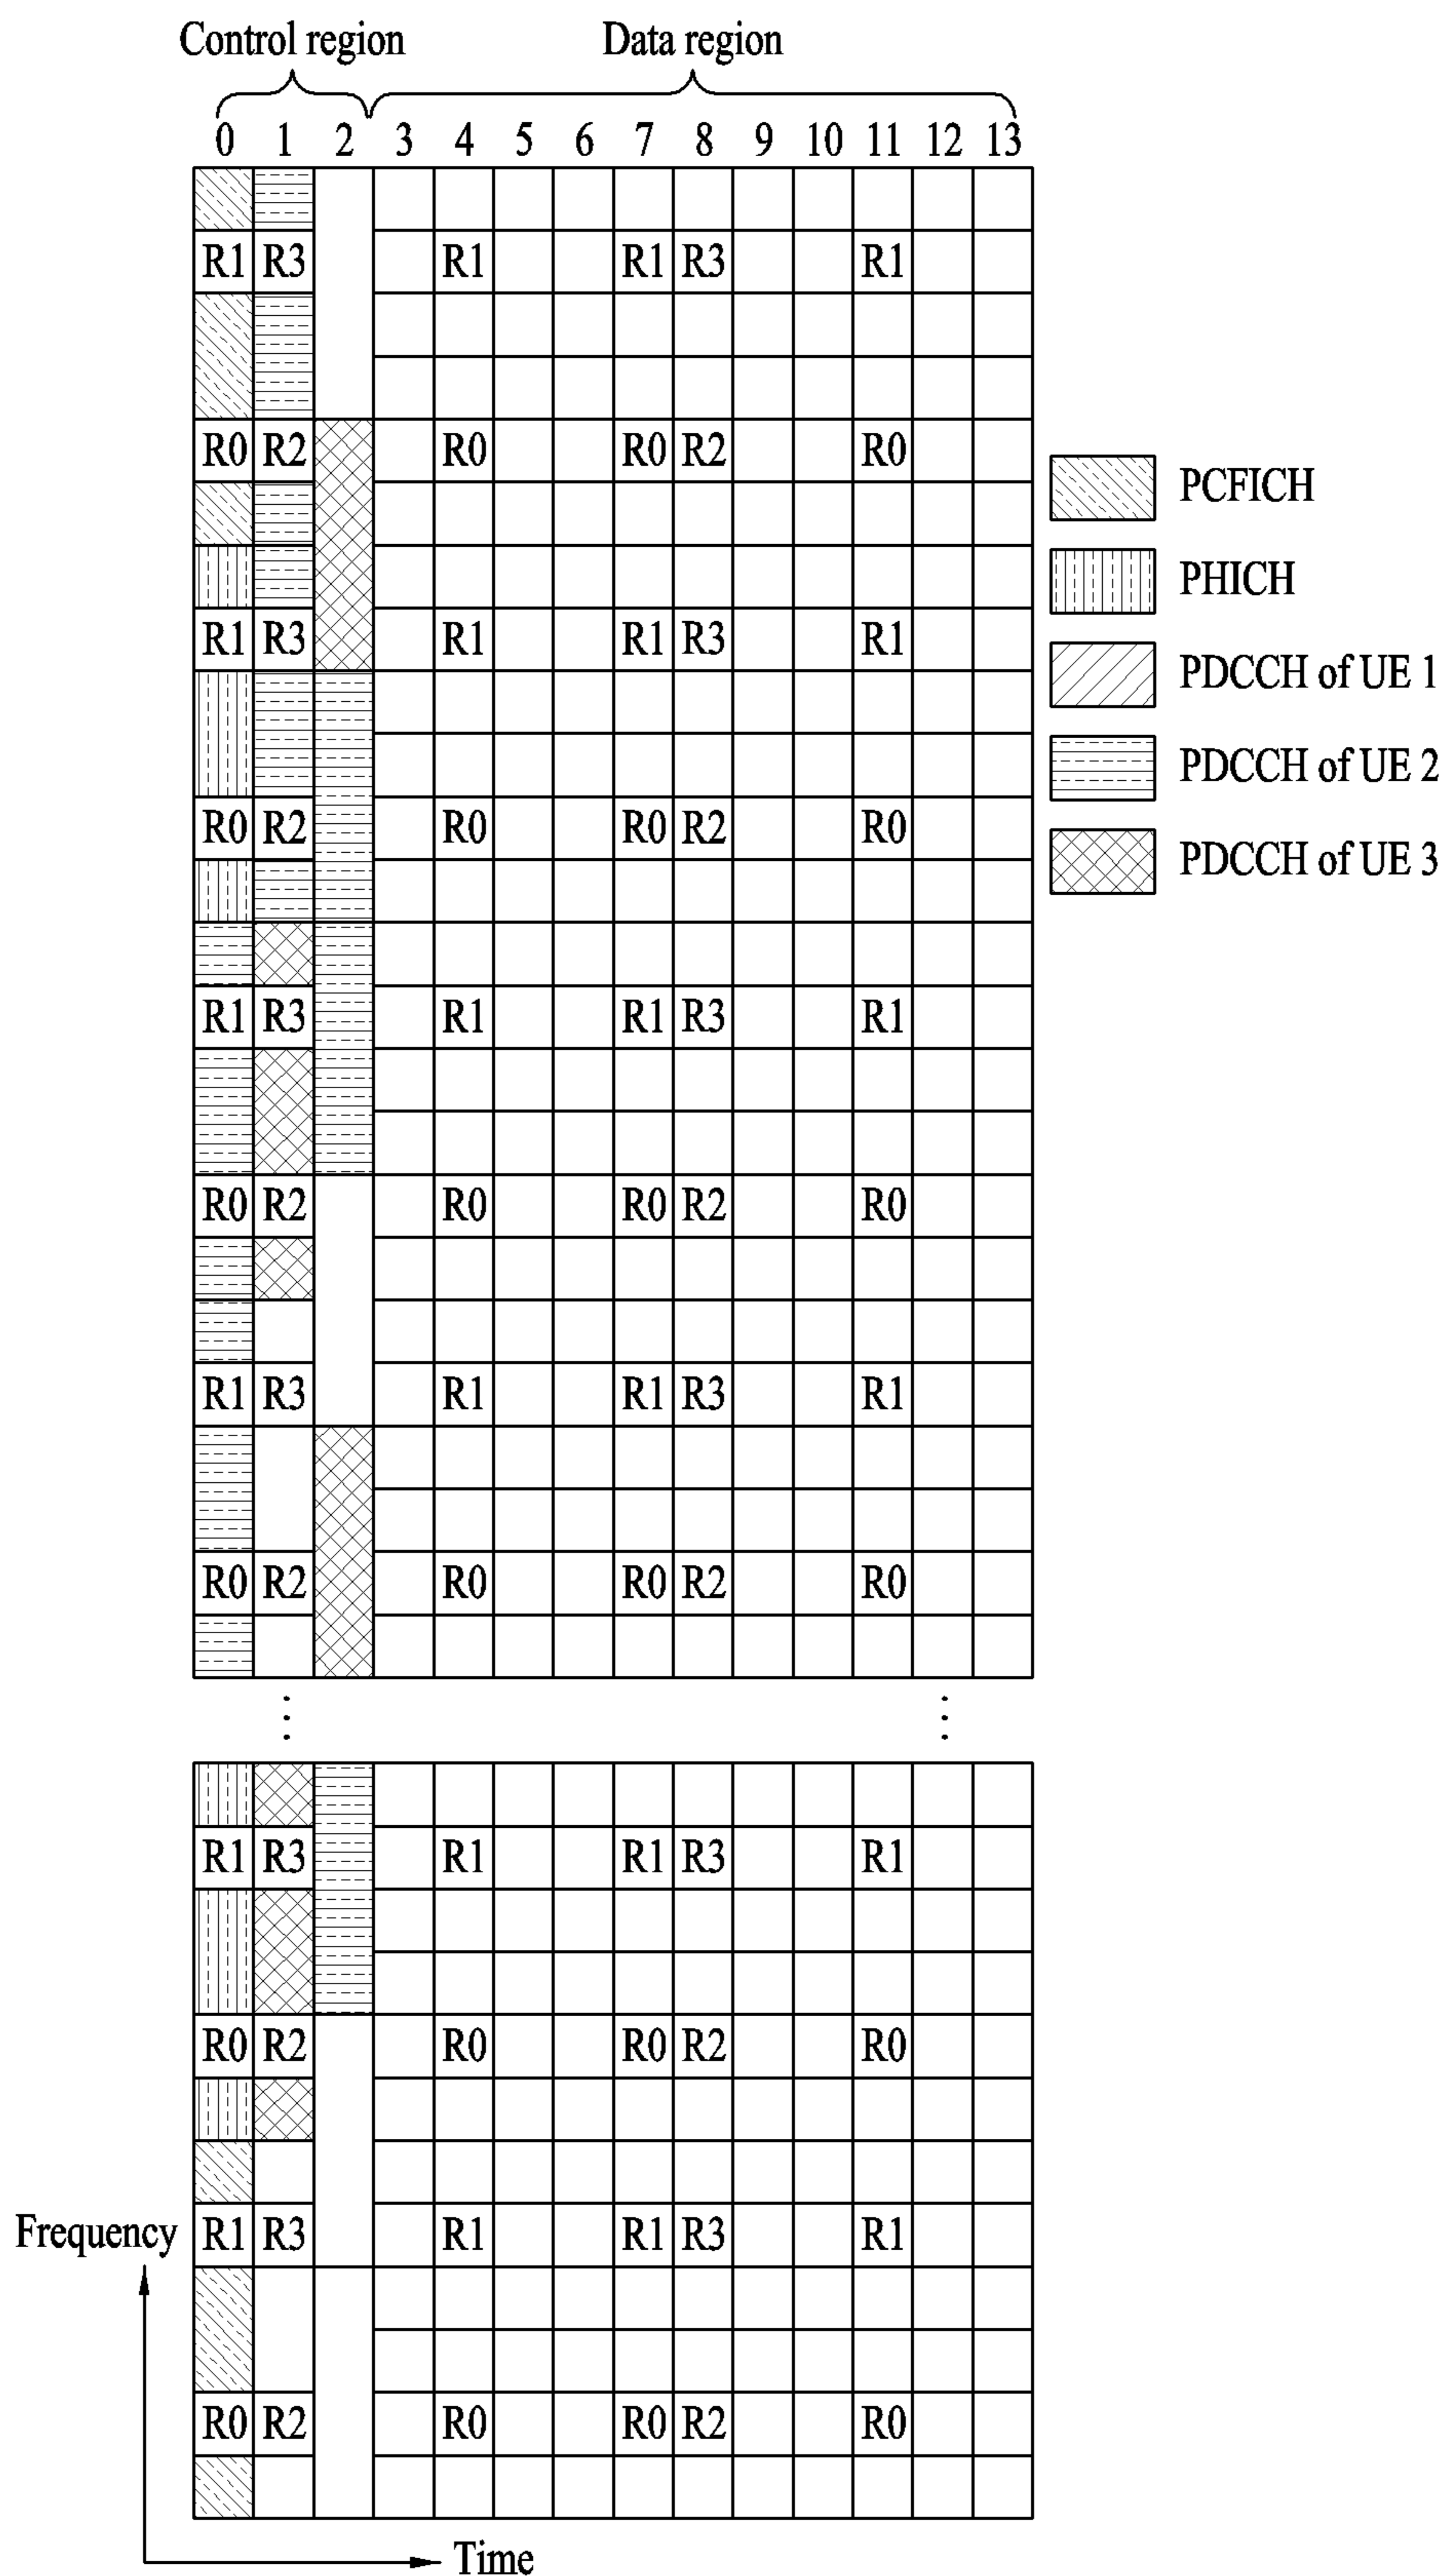 Control region Data region
0 1 2 3 4 5 6 7 8 9 10 11 12 13
R1 R3 R1 R1 R3 R1
R0 R2 R0 R0 R2 R0
PCFICH
PHICH
R1 R3 R1 R1 R3 R1
PDCCH of UE 1
PDCCH of UE 2
R0 R2 R0 R0 R2 R0
PDCCH of UE 3
R1 R3 R1 R1 R3 R1
R0 R2 R0 R0 R2 R0
R1 R3 R1 R1 R3 R1
R0 R2 R0 R0 R2 R0
R1 R3 R1 R1 R3 R1
R0 R2 R0 R0 R2 R0
Frequency R1 R3 R1 R1 R3 R1
R0 R2 R0 R0 R2 R0
Time